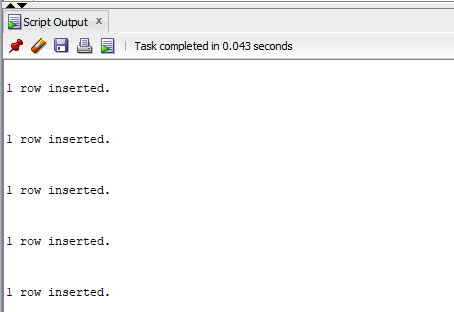 Script Output x
Task completed in 0.043 seconds
1 row inserted.
1 row inserted.
1 row inserted.
1 row inserted.
1 row inserted.